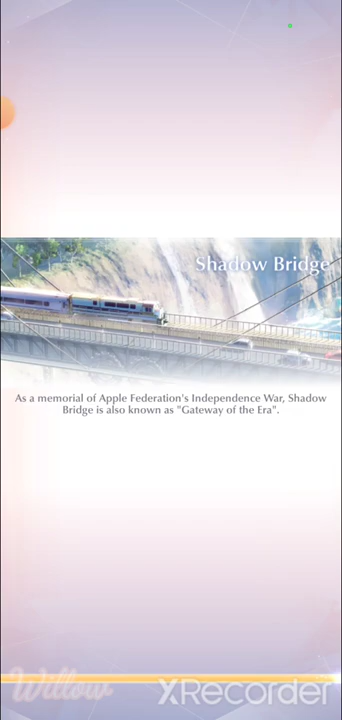 Shadow Bridge
As a memorial of Apple Federation's Independence War, Shadow
Bridge is also known as "Gateway of the Era".
Willow
XRecorder